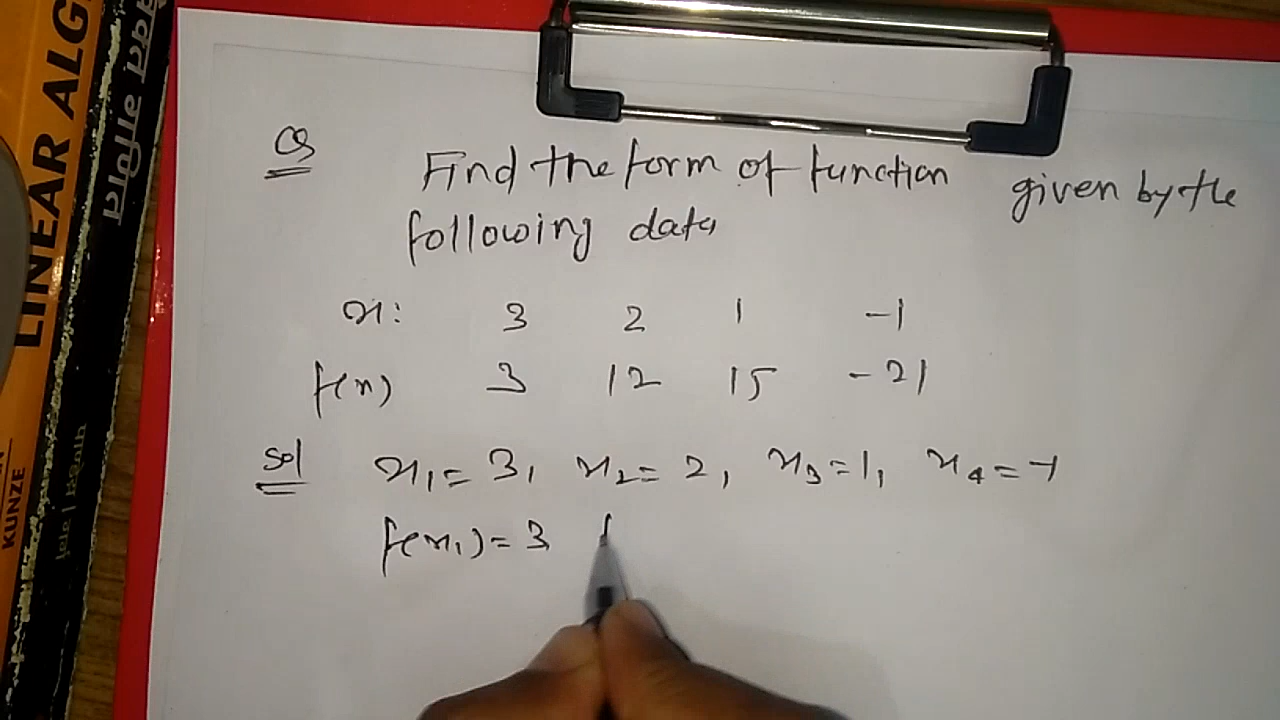 LINEAR ALG
KUNZE
Q
Find the form of function given by the
following data
x: 3 2 1 -1
f(x) 3 12 15 -21
Sol x₁ = 3, x₂ = 2, x₃ = 1, x₄ = -1
f(x₁) = 3